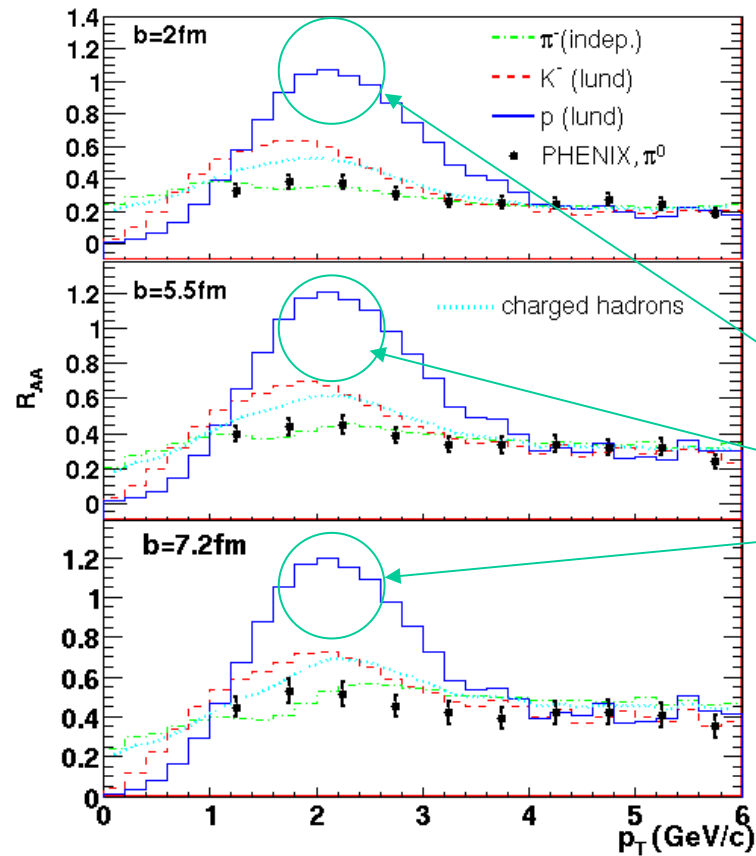 b=2fm
π⁻(indep.)
K⁻ (lund)
p (lund)
PHENIX, π⁰
1.4
1.2
1
0.8
0.6
0.4
0.2
0
b=5.5fm
charged hadrons
1.2
1
0.8
0.6
0.4
0.2
0
R_AA
b=7.2fm
1.2
1
0.8
0.6
0.4
0.2
0
0 1 2 3 4 5 6
p_T (GeV/c)